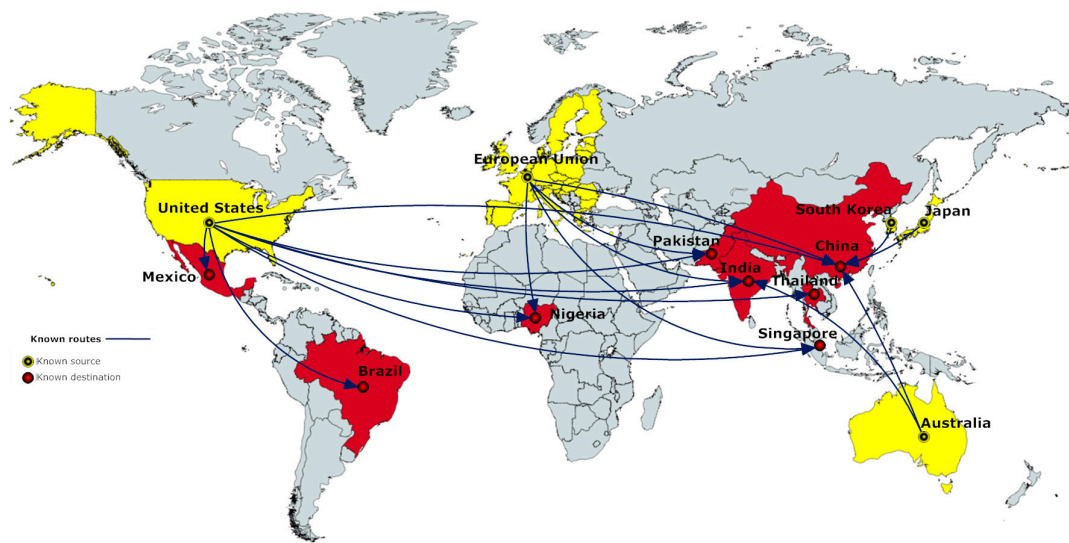 European Union
United States
South Korea
Japan
Pakistan
China
Mexico
India
Thailand
Nigeria
Singapore
Known routes
Known source
Known destination
Brazil
Australia